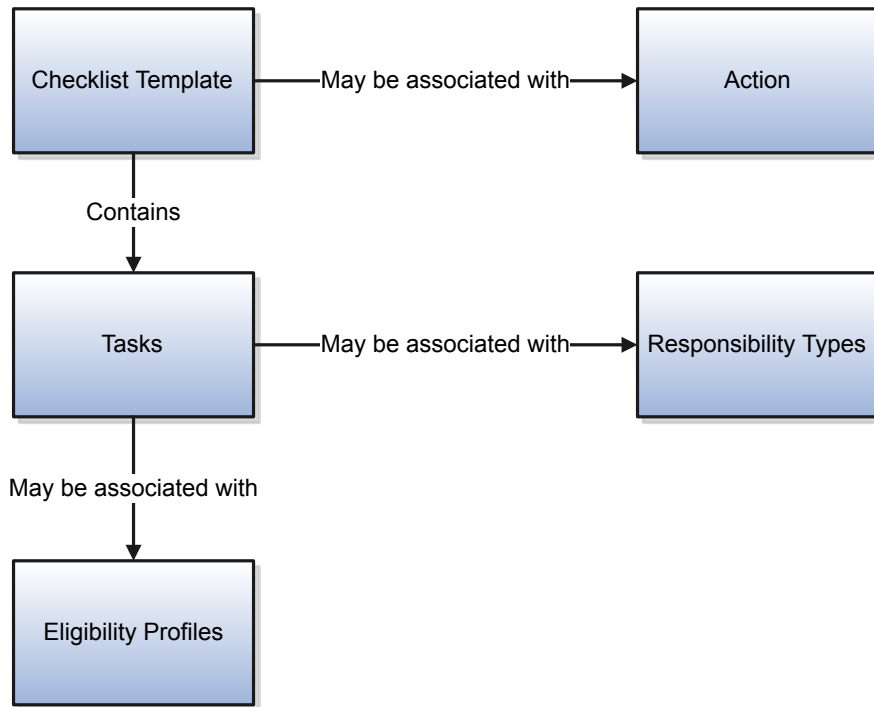 Checklist Template
May be associated with
Action
Contains
Tasks
May be associated with
Responsibility Types
May be associated with
Eligibility Profiles